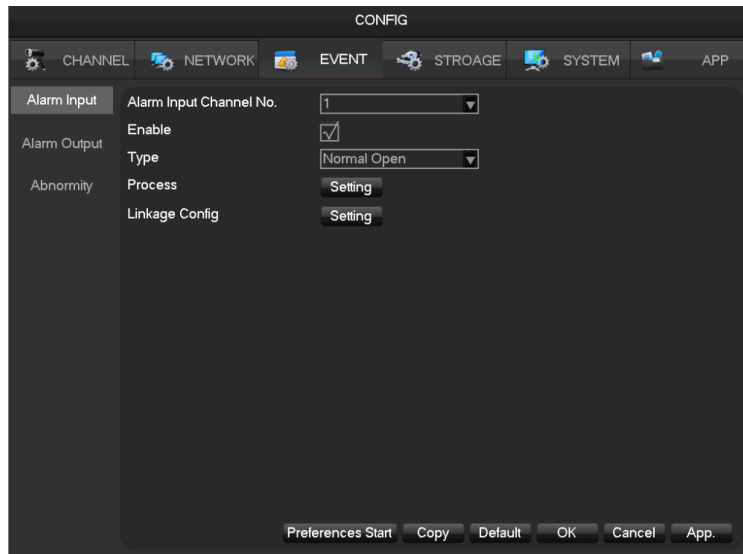 CONFIG
CHANNEL NETWORK EVENT STROAGE SYSTEM APP
Alarm Input
Alarm Output
Abnormity
Alarm Input Channel No. 1
Enable
Type Normal Open
Process Setting
Linkage Config Setting
Preferences Start Copy Default OK Cancel App.